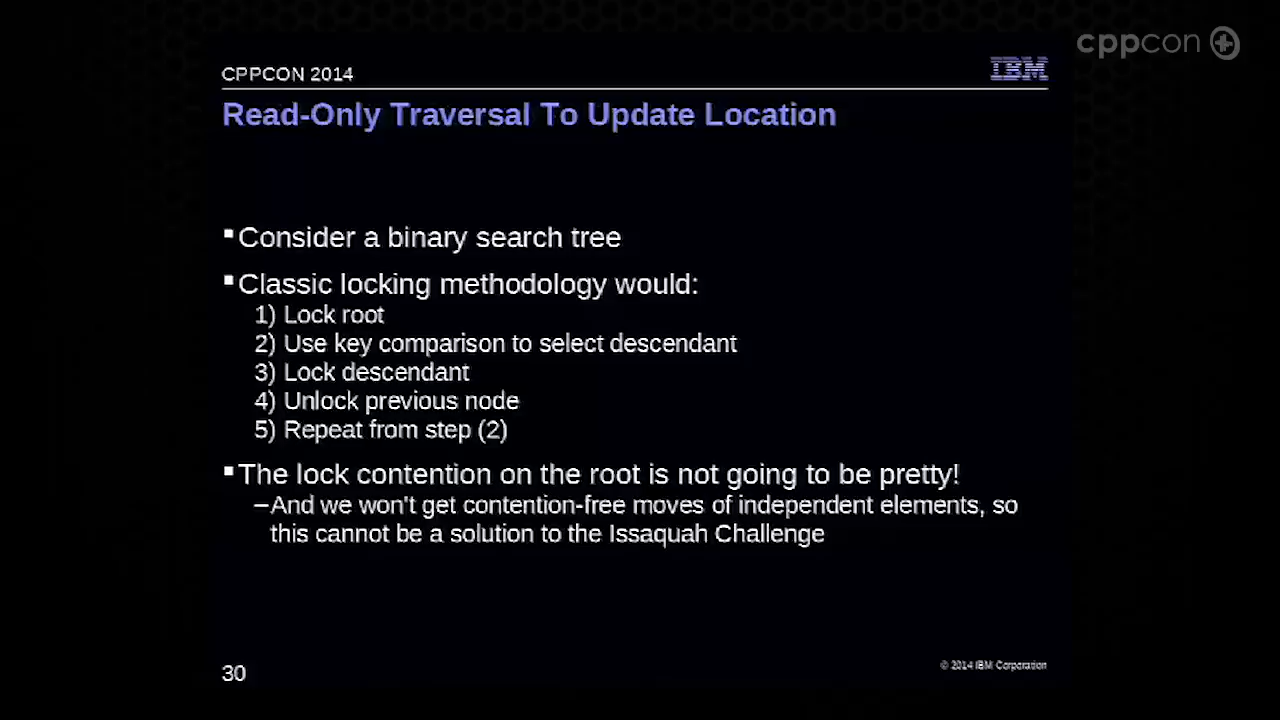 cppcon
CPPCON 2014
IBM
Read-Only Traversal To Update Location
▪Consider a binary search tree
▪Classic locking methodology would:
1) Lock root
2) Use key comparison to select descendant
3) Lock descendant
4) Unlock previous node
5) Repeat from step (2)
▪The lock contention on the root is not going to be pretty!
–And we won't get contention-free moves of independent elements, so
this cannot be a solution to the Issaquah Challenge
30
© 2014 IBM Corporation